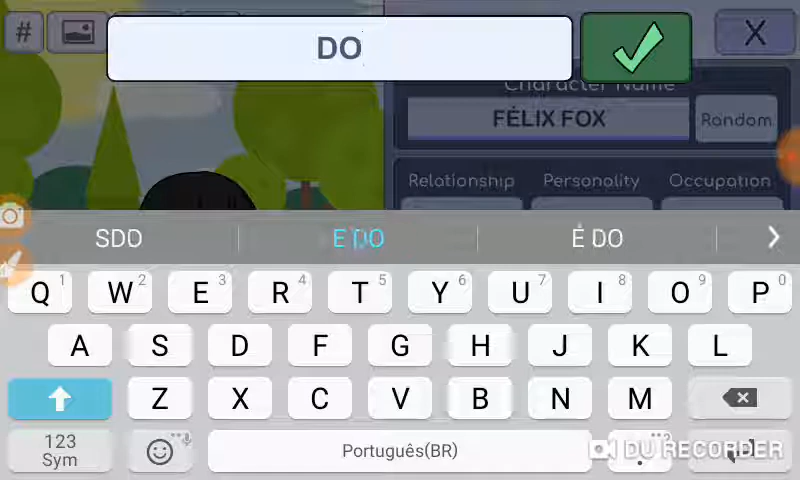 #
DO
X
Character Name
FÉLIX FOX
Random
Relationship
Personality
Occupation
SDO
E DO
É DO
>
Q 1 W 2 E 3 R 4 T 5 Y 6 U 7 I 8 O 9 P 0
A S D F G H J K L
Z X C V B N M
123
Sym
Português(BR)
DU RECORDER